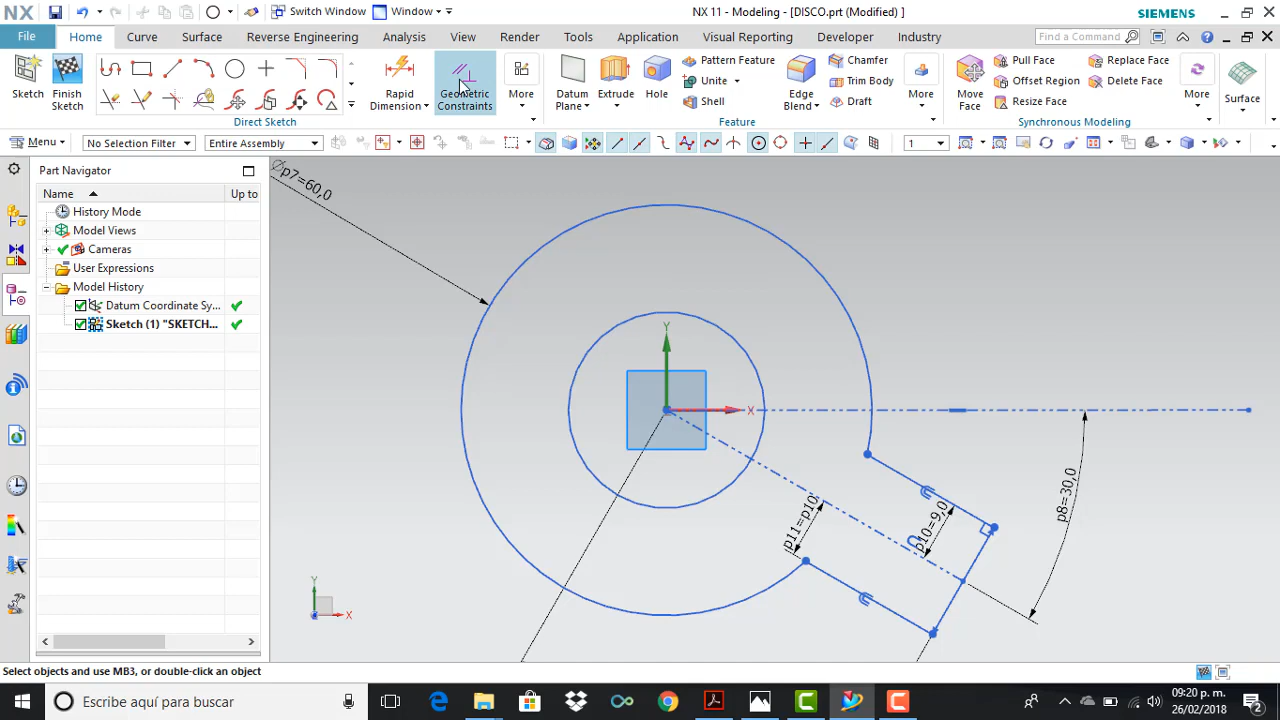 NX
Switch Window
Window
NX 11 - Modeling - [DISCO.prt (Modified) ]
SIEMENS
File
Home
Curve
Surface
Reverse Engineering
Analysis
View
Render
Tools
Application
Visual Reporting
Developer
Industry
Find a Command
Sketch
Finish
Sketch
Direct Sketch
Rapid
Dimension
Geometric
Constraints
More
Datum
Plane
Extrude
Hole
Pattern Feature
Unite
Shell
Edge
Blend
Chamfer
Trim Body
Draft
More
Feature
Move
Face
Pull Face
Offset Region
Resize Face
Replace Face
Delete Face
More
Synchronous Modeling
Surface
Menu
No Selection Filter
Entire Assembly
1
Part Navigator
Name
Up to
History Mode
Model Views
Cameras
User Expressions
Model History
Datum Coordinate Sy...
Sketch (1) "SKETCH...
Øp7=60,0
Y
X
p8=30,0
p10=9,0
p11=p10
Y
X
Select objects and use MB3, or double-click an object
Escribe aquí para buscar
09:20 p. m.
26/02/2018
2